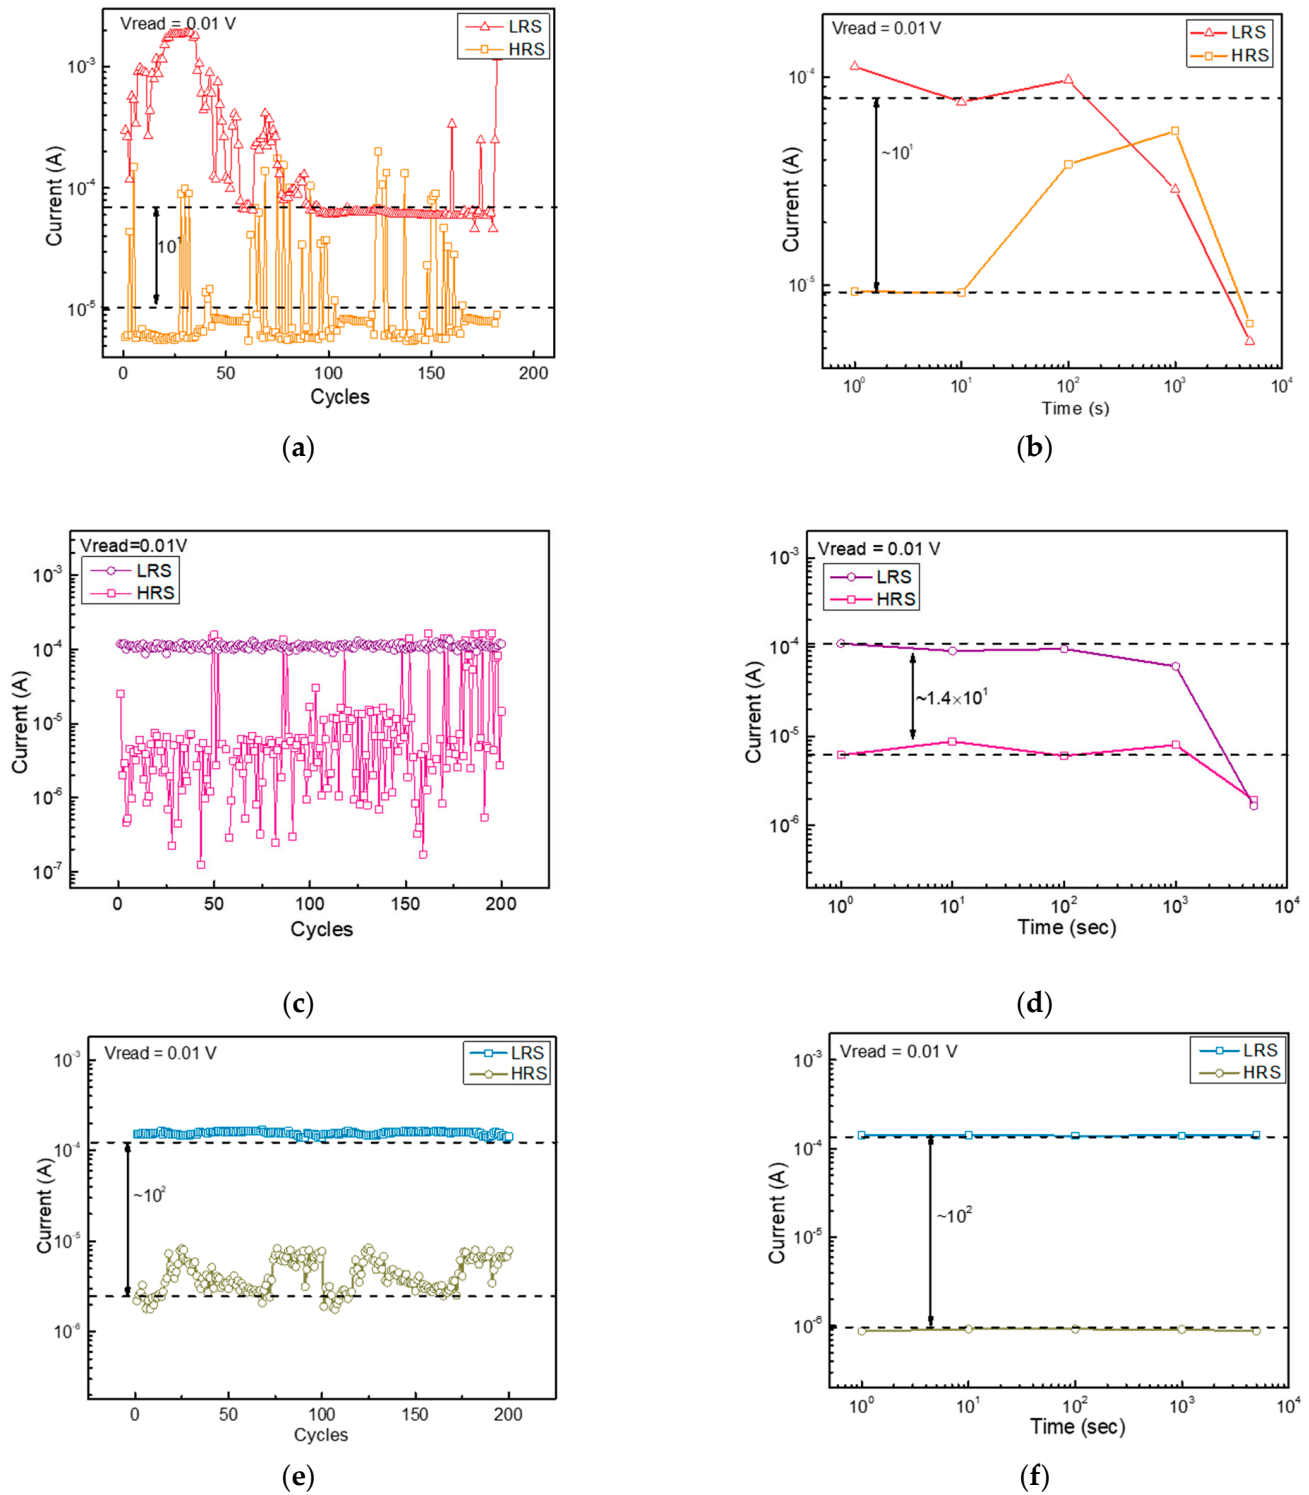 Vread = 0.01 V
LRS
HRS
10⁻³
10⁻⁴
10⁻⁵
10¹
Current (A)
0
50
100
150
200
Cycles
(a)
Vread = 0.01 V
LRS
HRS
10⁻⁴
10⁻⁵
~10¹
Current (A)
10⁰
10¹
10²
10³
10⁴
Time (s)
(b)
Vread=0.01V
LRS
HRS
10⁻³
10⁻⁴
10⁻⁵
10⁻⁶
10⁻⁷
Current (A)
0
50
100
150
200
Cycles
(c)
Vread = 0.01 V
LRS
HRS
10⁻³
10⁻⁴
10⁻⁵
10⁻⁶
~1.4×10¹
Current (A)
10⁰
10¹
10²
10³
10⁴
Time (sec)
(d)
Vread = 0.01 V
LRS
HRS
10⁻³
10⁻⁴
10⁻⁵
10⁻⁶
~10²
Current (A)
0
50
100
150
200
Cycles
(e)
Vread = 0.01 V
LRS
HRS
10⁻³
10⁻⁴
10⁻⁵
10⁻⁶
~10²
Current (A)
10⁰
10¹
10²
10³
10⁴
Time (sec)
(f)